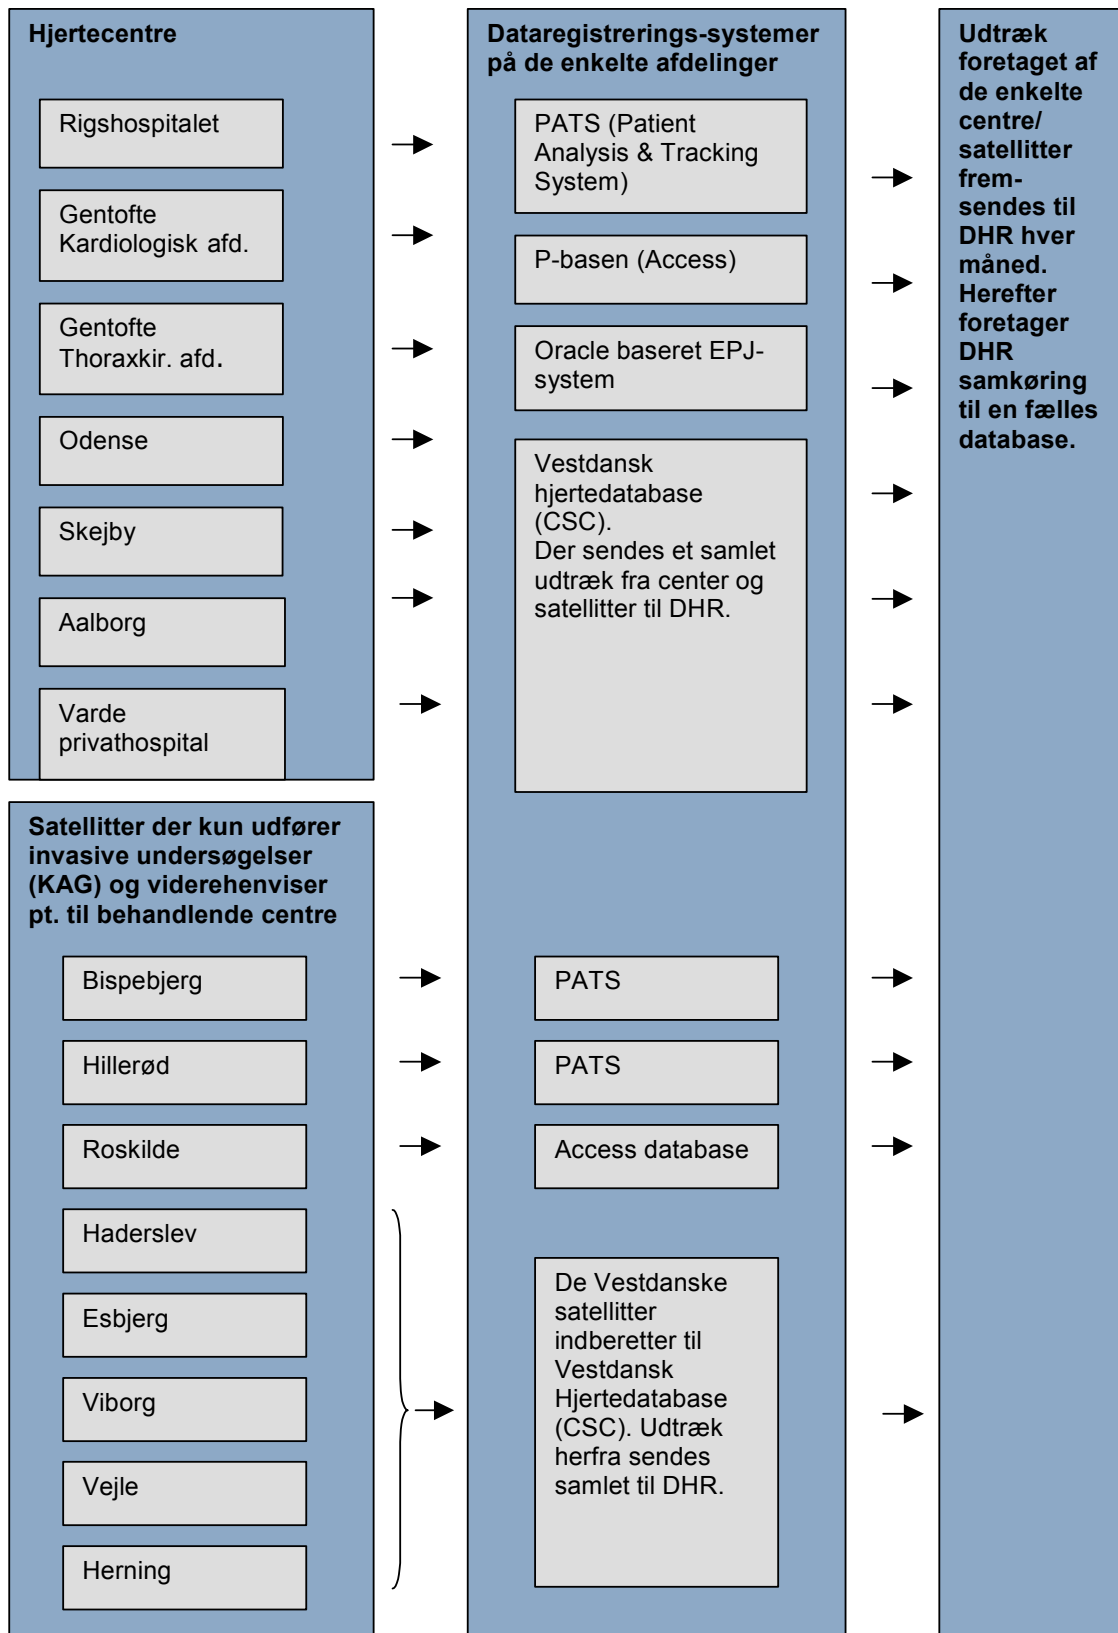 Hjertecentre
Rigshospitalet
Gentofte
Kardiologisk afd.
Gentofte
Thoraxkir. afd.
Odense
Skejby
Aalborg
Varde
privathospital
Satellitter der kun udfører
invasive undersøgelser
(KAG) og viderehenviser
pt. til behandlende centre
Bispebjerg
Hillerød
Roskilde
Haderslev
Esbjerg
Viborg
Vejle
Herning
Dataregistrerings-systemer
på de enkelte afdelinger
PATS (Patient
Analysis & Tracking
System)
P-basen (Access)
Oracle baseret EPJ-
system
Vestdansk
hjertedatabase
(CSC).
Der sendes et samlet
udtræk fra center og
satellitter til DHR.
PATS
PATS
Access database
De Vestdanske
satellitter
indberetter til
Vestdansk
Hjertedatabase
(CSC). Udtræk
herfra sendes
samlet til DHR.
Udtræk
foretaget af
de enkelte
centre/
satellitter
frem-
sendes til
DHR hver
måned.
Herefter
foretager
DHR
samkøring
til en fælles
database.